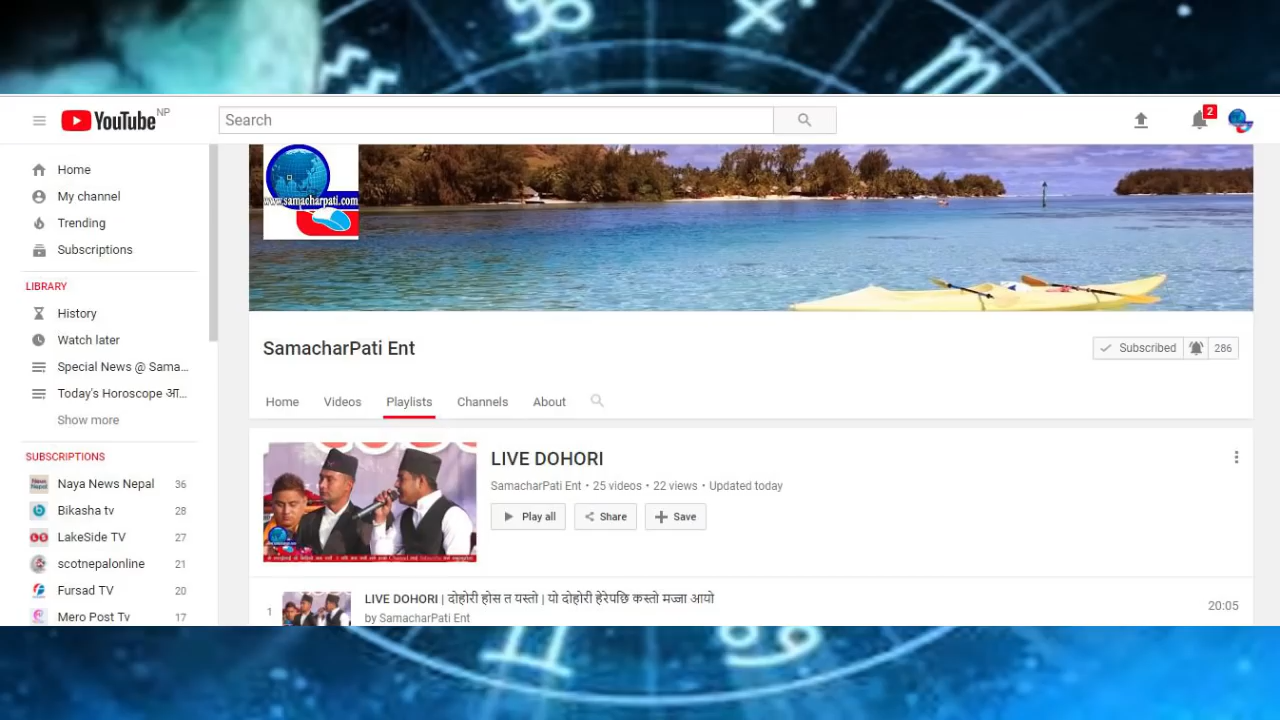 YouTube NP
Search
2
Home
My channel
Trending
Subscriptions
LIBRARY
History
Watch later
Special News @ Sama...
Today's Horoscope आ...
Show more
SUBSCRIPTIONS
Naya News Nepal 36
Bikasha tv 28
LakeSide TV 27
scotnepalonline 21
Fursad TV 20
Mero Post Tv 17
www.samacharpati.com
SamacharPati Ent
Subscribed 286
Home Videos Playlists Channels About
LIVE DOHORI
SamacharPati Ent • 25 videos • 22 views • Updated today
Play all Share Save
1 LIVE DOHORI | दोहोरी होस त यस्तो | यो दोहोरी हेरेपछि कस्तो मज्जा आयो 20:05
by SamacharPati Ent